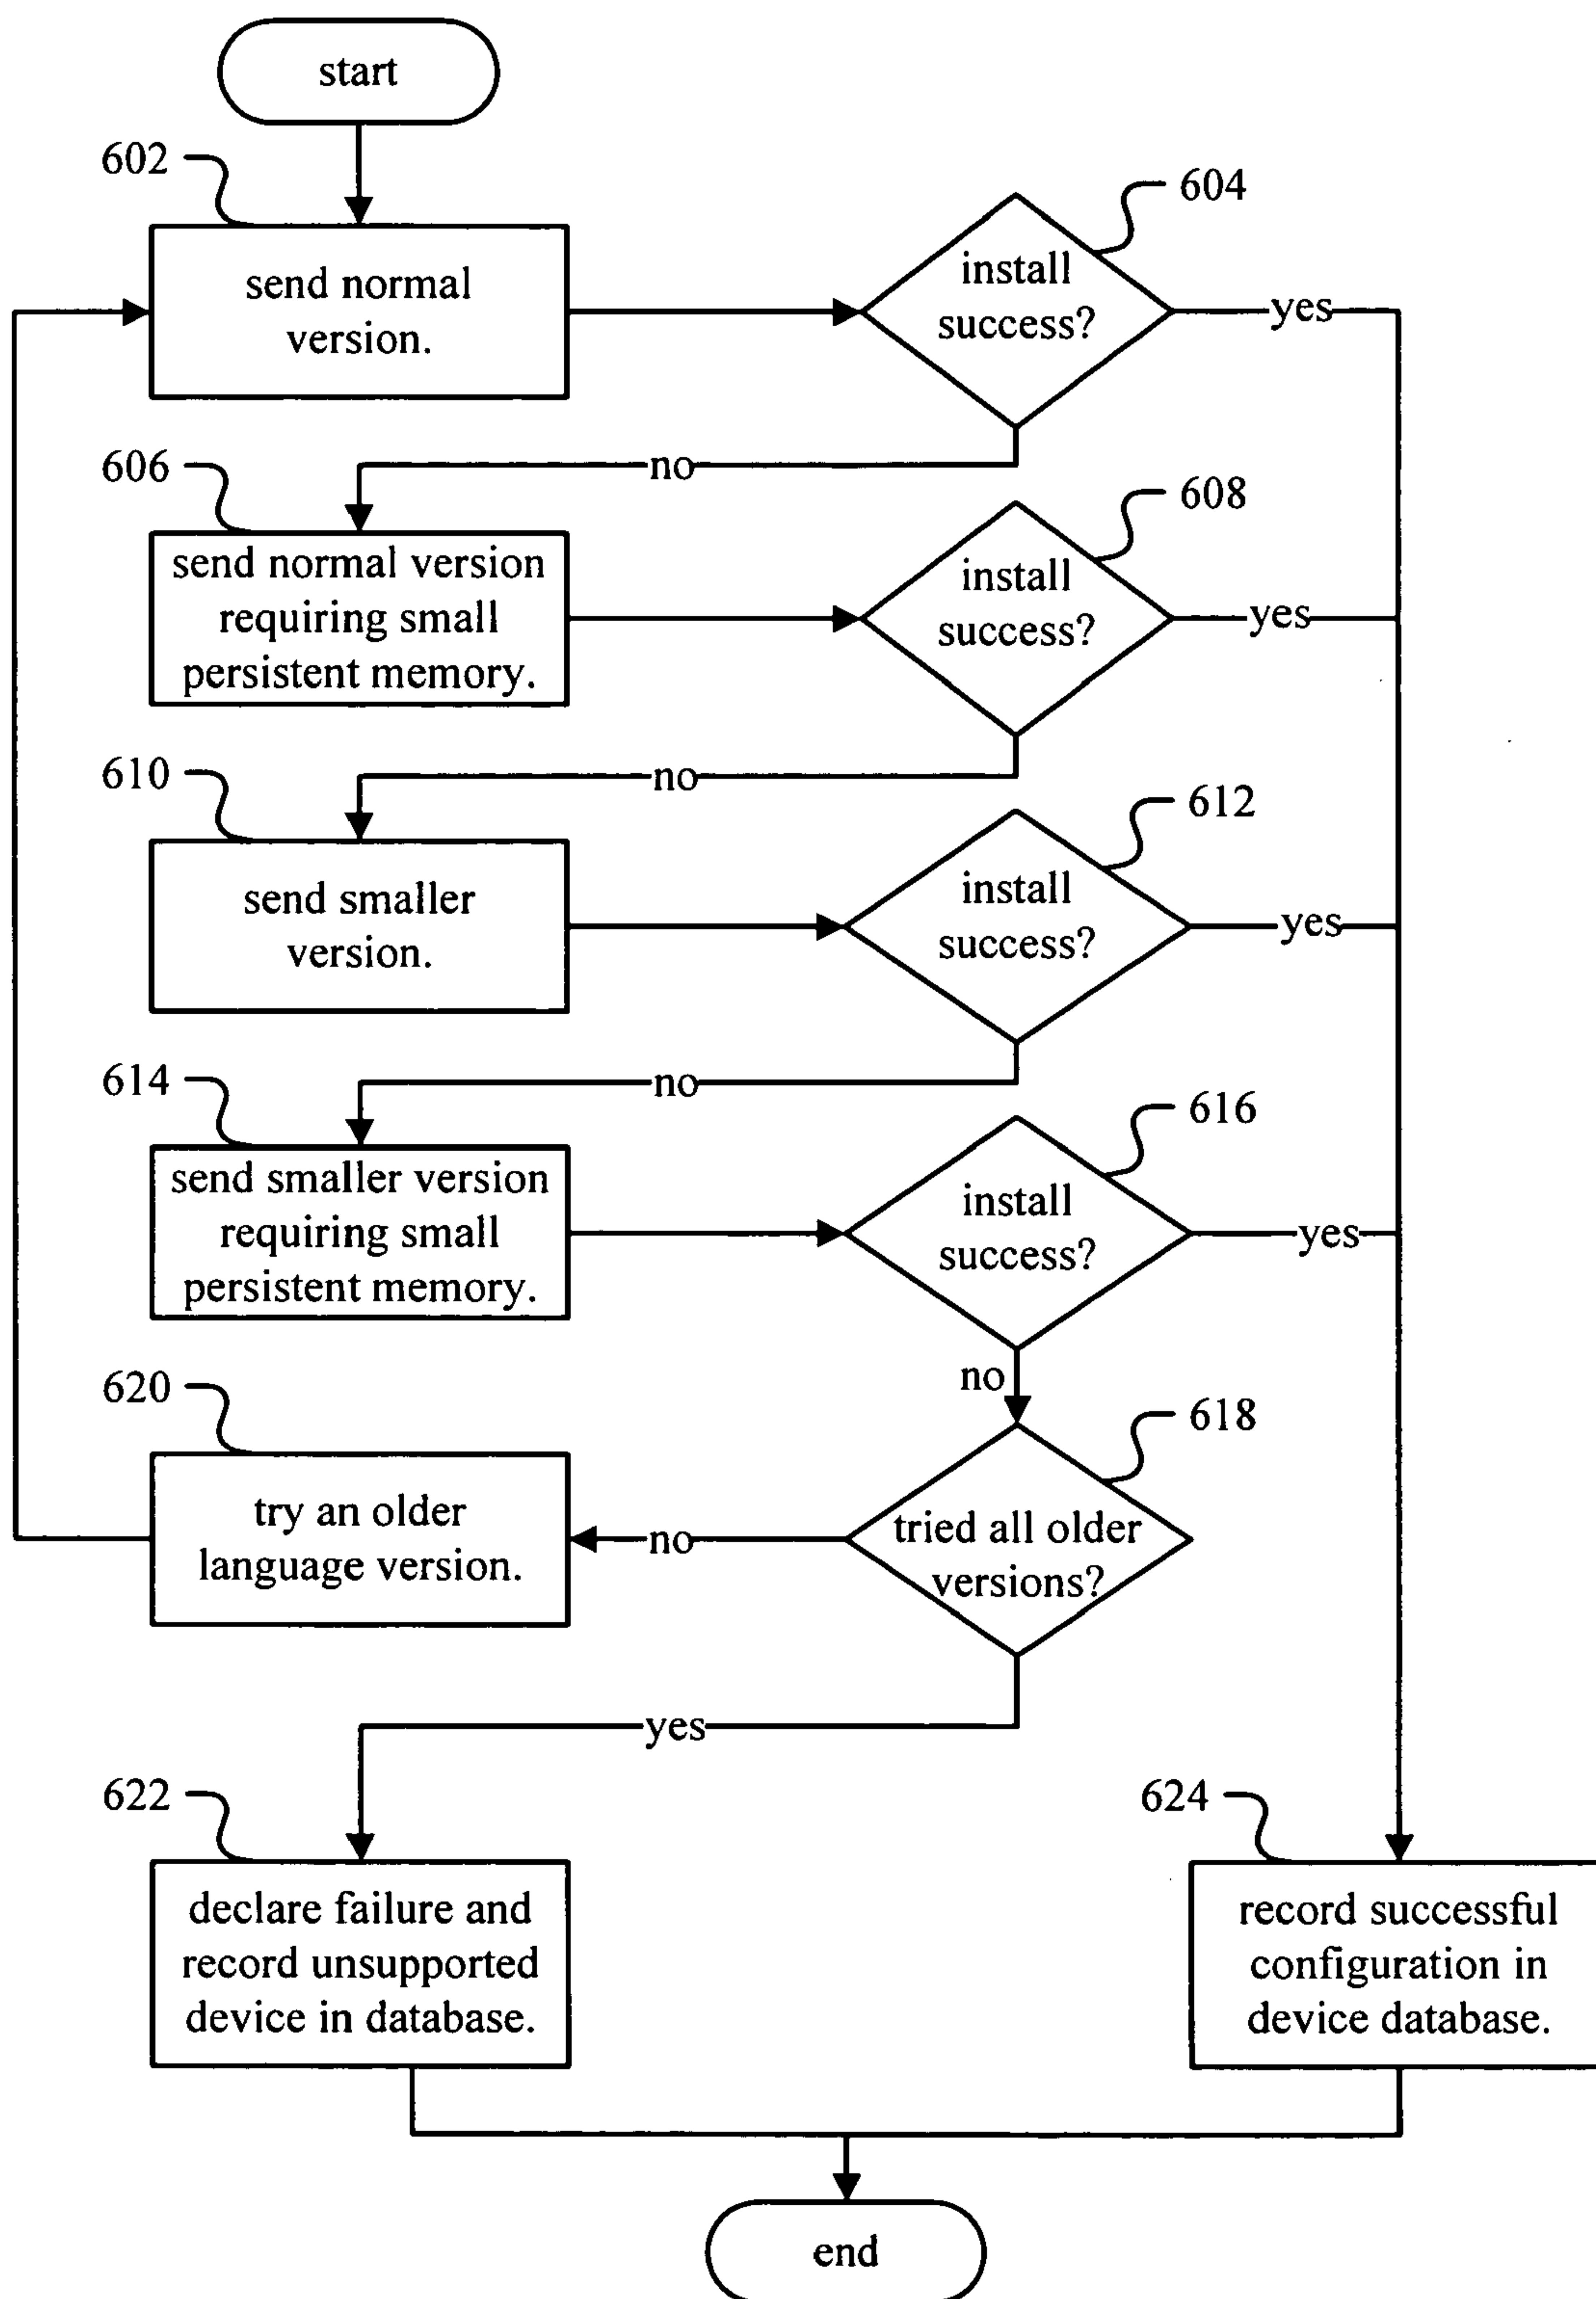 start
602
send normal
version.
604
install
success?
yes
no
606
send normal version
requiring small
persistent memory.
608
install
success?
yes
no
610
send smaller
version.
612
install
success?
yes
no
614
send smaller version
requiring small
persistent memory.
616
install
success?
yes
no
618
tried all older
versions?
no
620
try an older
language version.
yes
622
declare failure and
record unsupported
device in database.
624
record successful
configuration in
device database.
end